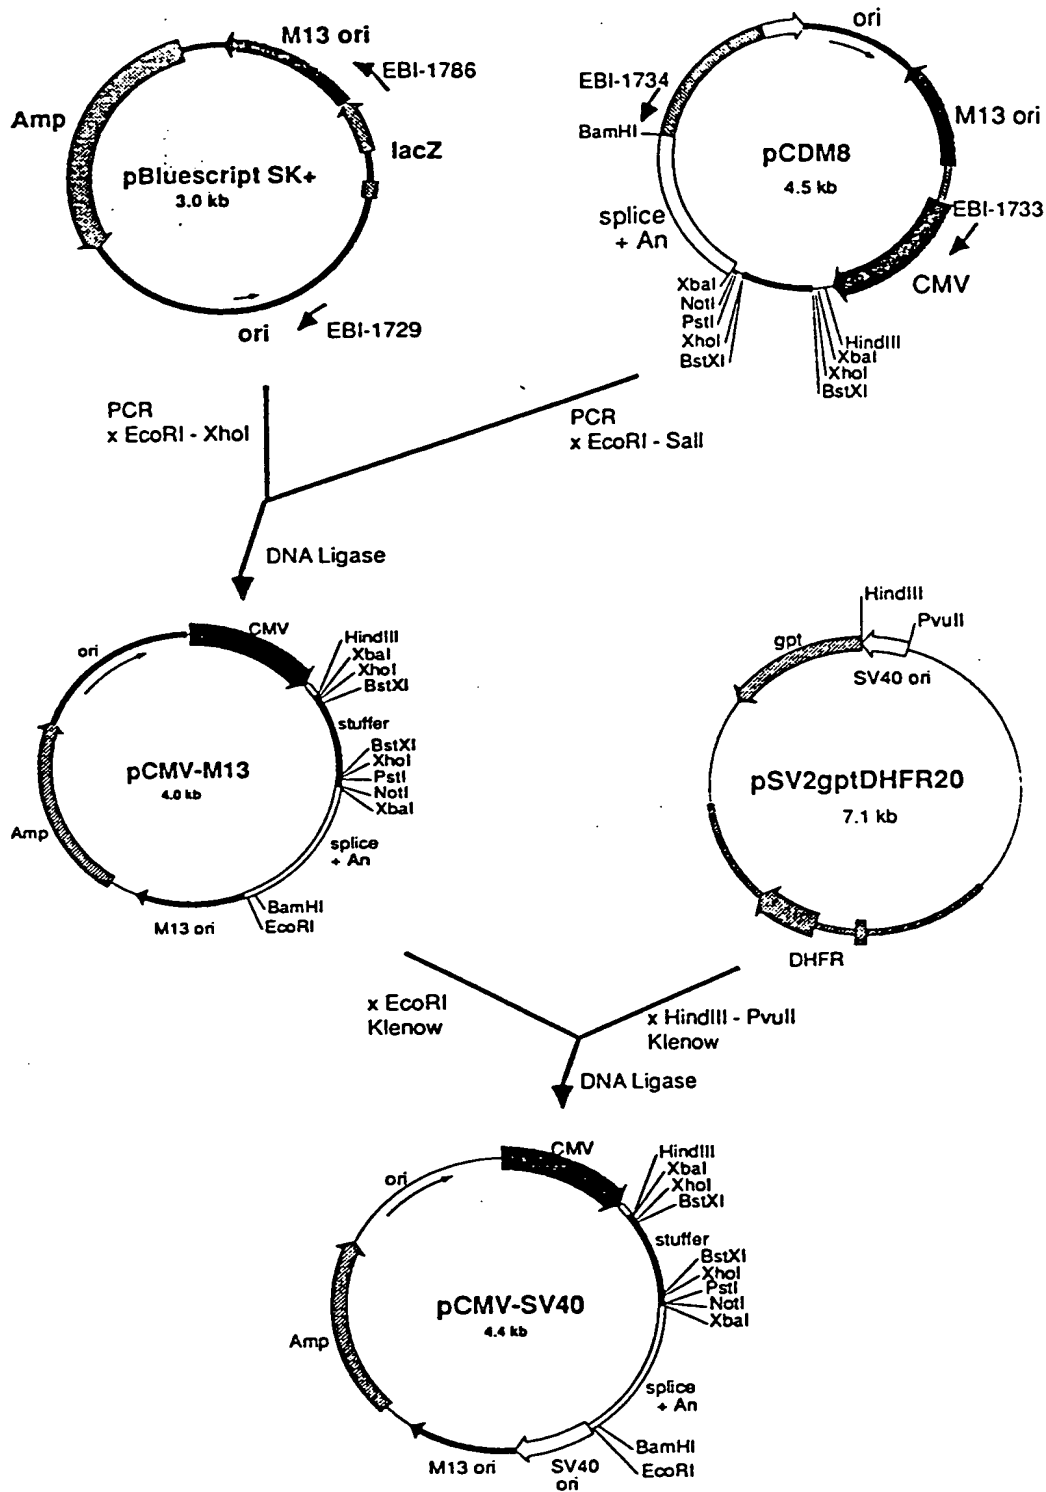 M13 ori
EBI-1786
Amp
lacZ
pBluescript SK+
3.0 kb
ori
EBI-1729
ori
EBI-1734
BamHI
M13 ori
pCDM8
4.5 kb
EBI-1733
splice
+ An
CMV
XbaI
NotI
PstI
XhoI
BstXI
HindIII
XbaI
XhoI
BstXI
PCR
x EcoRI - XhoI
PCR
x EcoRI - SalI
DNA Ligase
CMV
ori
HindIII
XbaI
XhoI
BstXI
stuffer
BstXI
XhoI
PstI
NotI
XbaI
pCMV-M13
4.0 kb
Amp
splice
+ An
BamHI
EcoRI
M13 ori
HindIII
PvuII
gpt
SV40 ori
pSV2gptDHFR20
7.1 kb
DHFR
x EcoRI
Klenow
x HindIII - PvuII
Klenow
DNA Ligase
CMV
ori
HindIII
XbaI
XhoI
BstXI
stuffer
BstXI
XhoI
PstI
NotI
XbaI
pCMV-SV40
4.4 kb
Amp
splice
+ An
BamHI
EcoRI
M13 ori
SV40
ori